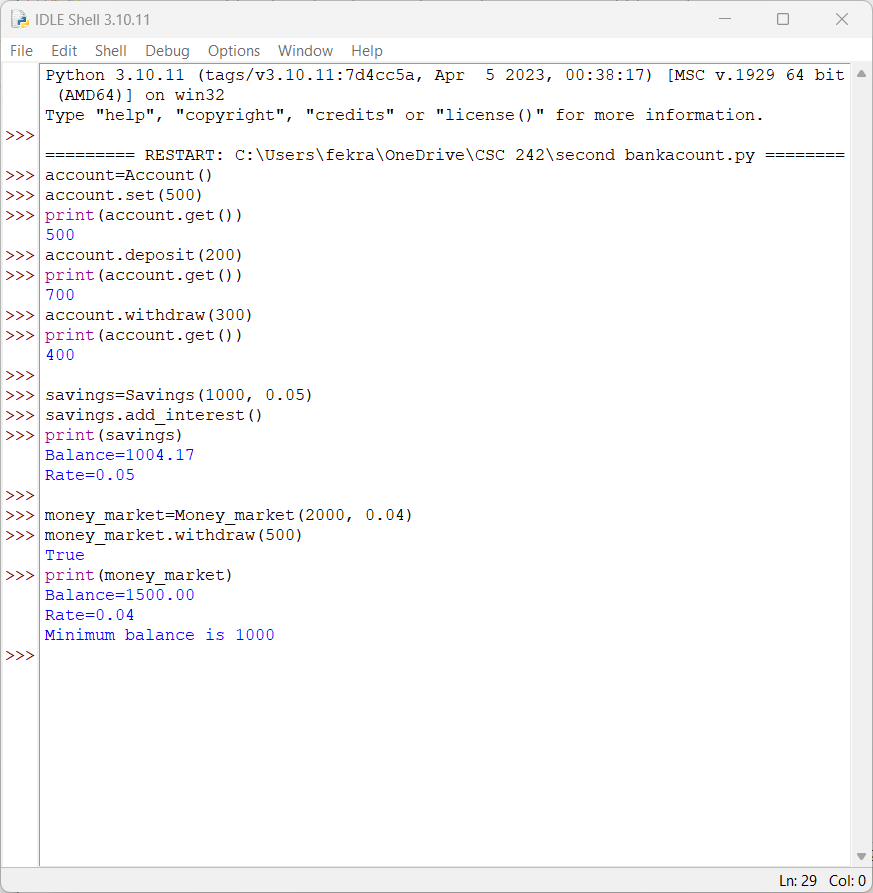 IDLE Shell 3.10.11
File Edit Shell Debug Options Window Help
Python 3.10.11 (tags/v3.10.11:7d4cc5a, Apr  5 2023, 00:38:17) [MSC v.1929 64 bit
 (AMD64)] on win32
Type "help", "copyright", "credits" or "license()" for more information.
>>>
========= RESTART: C:\Users\fekra\OneDrive\CSC 242\second bankacount.py ========
>>> account=Account()
>>> account.set(500)
>>> print(account.get())
500
>>> account.deposit(200)
>>> print(account.get())
700
>>> account.withdraw(300)
>>> print(account.get())
400
>>>
>>> savings=Savings(1000, 0.05)
>>> savings.add_interest()
>>> print(savings)
Balance=1004.17
Rate=0.05
>>>
>>> money_market=Money_market(2000, 0.04)
>>> money_market.withdraw(500)
True
>>> print(money_market)
Balance=1500.00
Rate=0.04
Minimum balance is 1000
>>>
Ln: 29 Col: 0